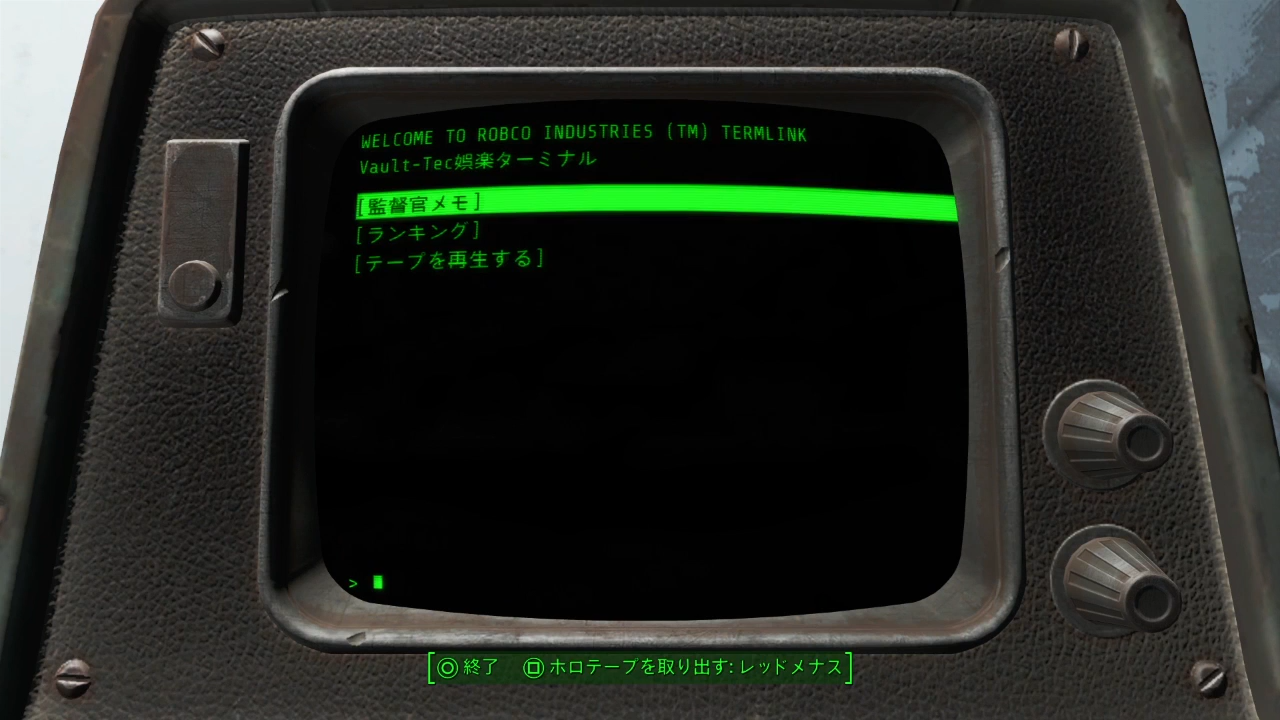 WELCOME TO ROBCO INDUSTRIES (TM) TERMLINK
Vault-Tec娯楽ターミナル
[監督官メモ]
[ランキング]
[テープを再生する]
>
[◎ 終了 回 ホロテープを取り出す: レッドメナス]